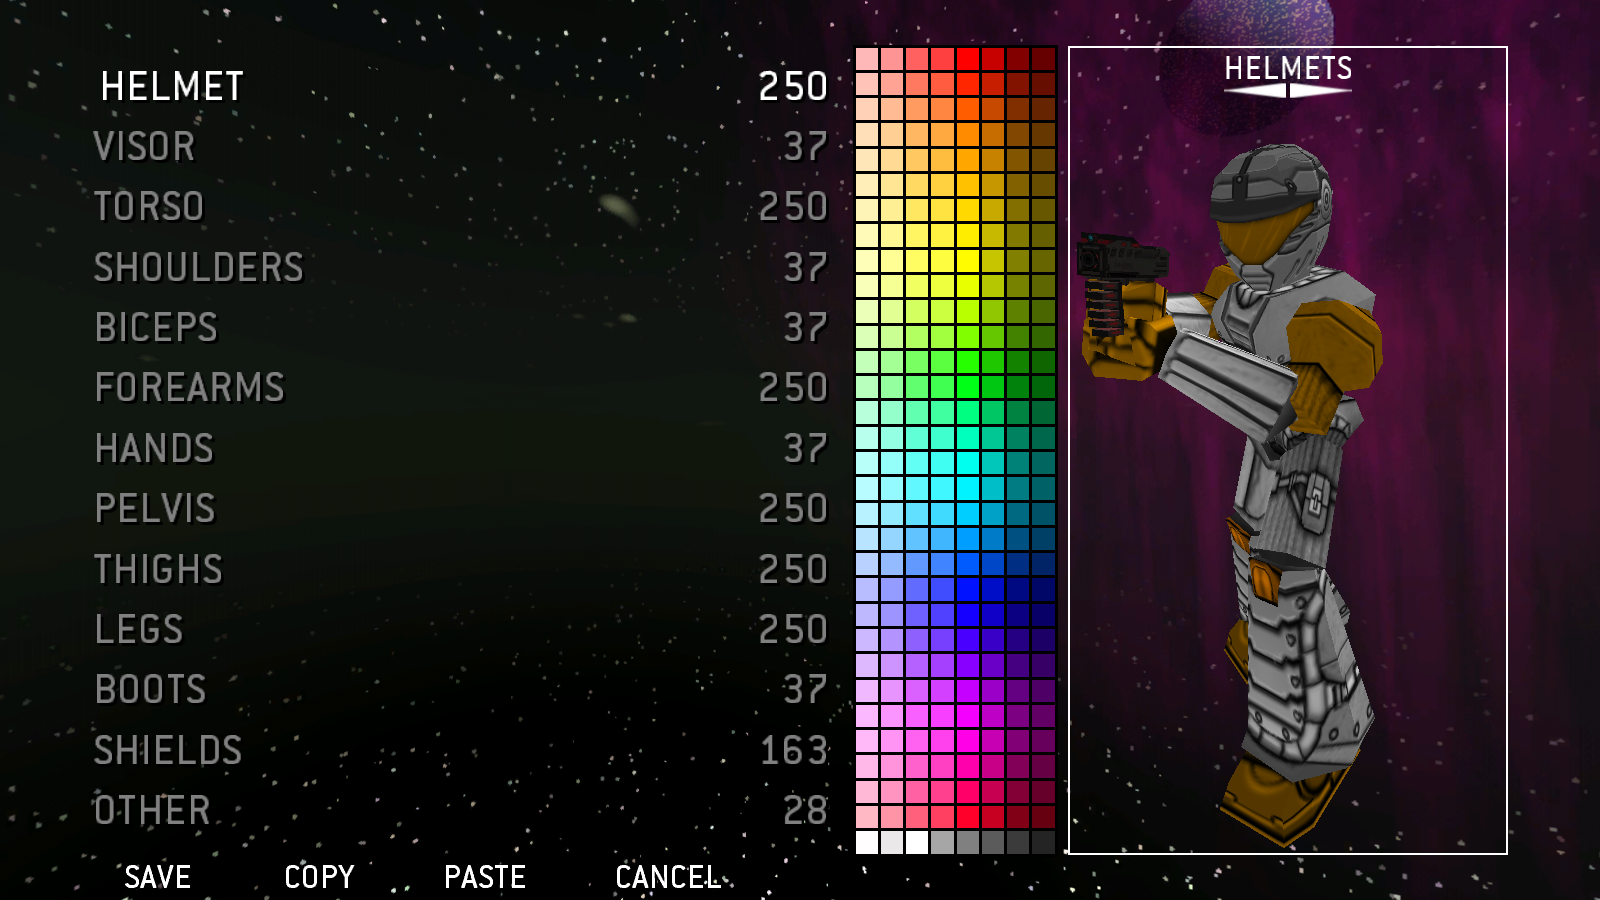 HELMET 250
VISOR 37
TORSO 250
SHOULDERS 37
BICEPS 37
FOREARMS 250
HANDS 37
PELVIS 250
THIGHS 250
LEGS 250
BOOTS 37
SHIELDS 163
OTHER 28
SAVE COPY PASTE CANCEL
HELMETS